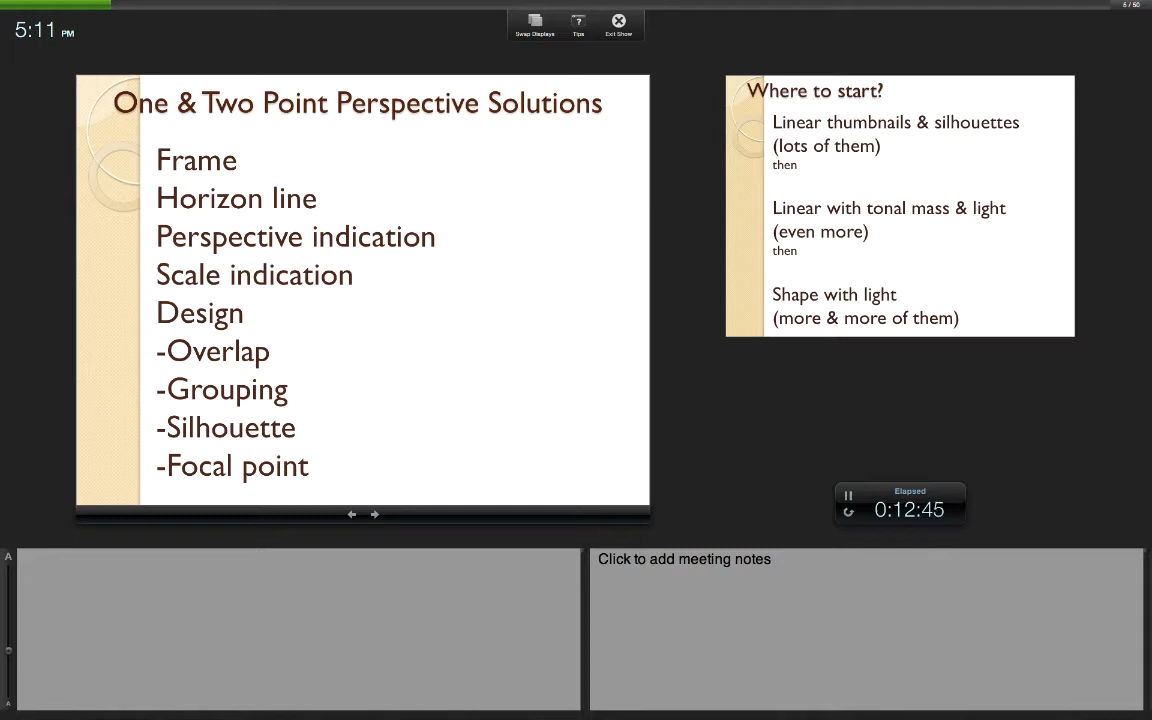 5 / 50
5:11 PM
Swap Displays
?
Tips
Exit Show
One & Two Point Perspective Solutions
Frame
Horizon line
Perspective indication
Scale indication
Design
-Overlap
-Grouping
-Silhouette
-Focal point
Where to start?
Linear thumbnails & silhouettes
(lots of them)
then
Linear with tonal mass & light
(even more)
then
Shape with light
(more & more of them)
Elapsed
0:12:45
A
Click to add meeting notes
A